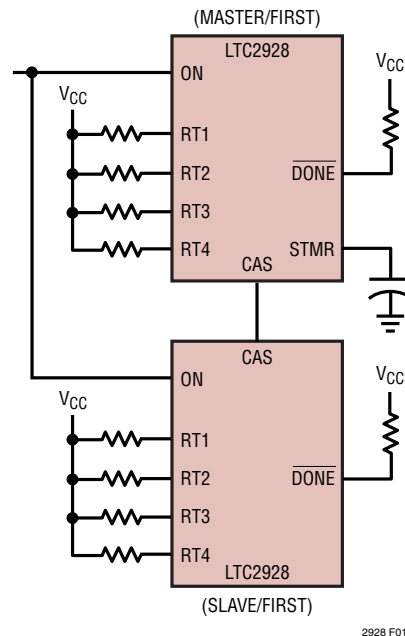 (MASTER/FIRST)
LTC2928
VCC
ON
VCC
RT1
RT2
DONE
RT3
RT4
STMR
CAS
CAS
ON
VCC
VCC
RT1
RT2
DONE
RT3
RT4
LTC2928
(SLAVE/FIRST)
2928 F01